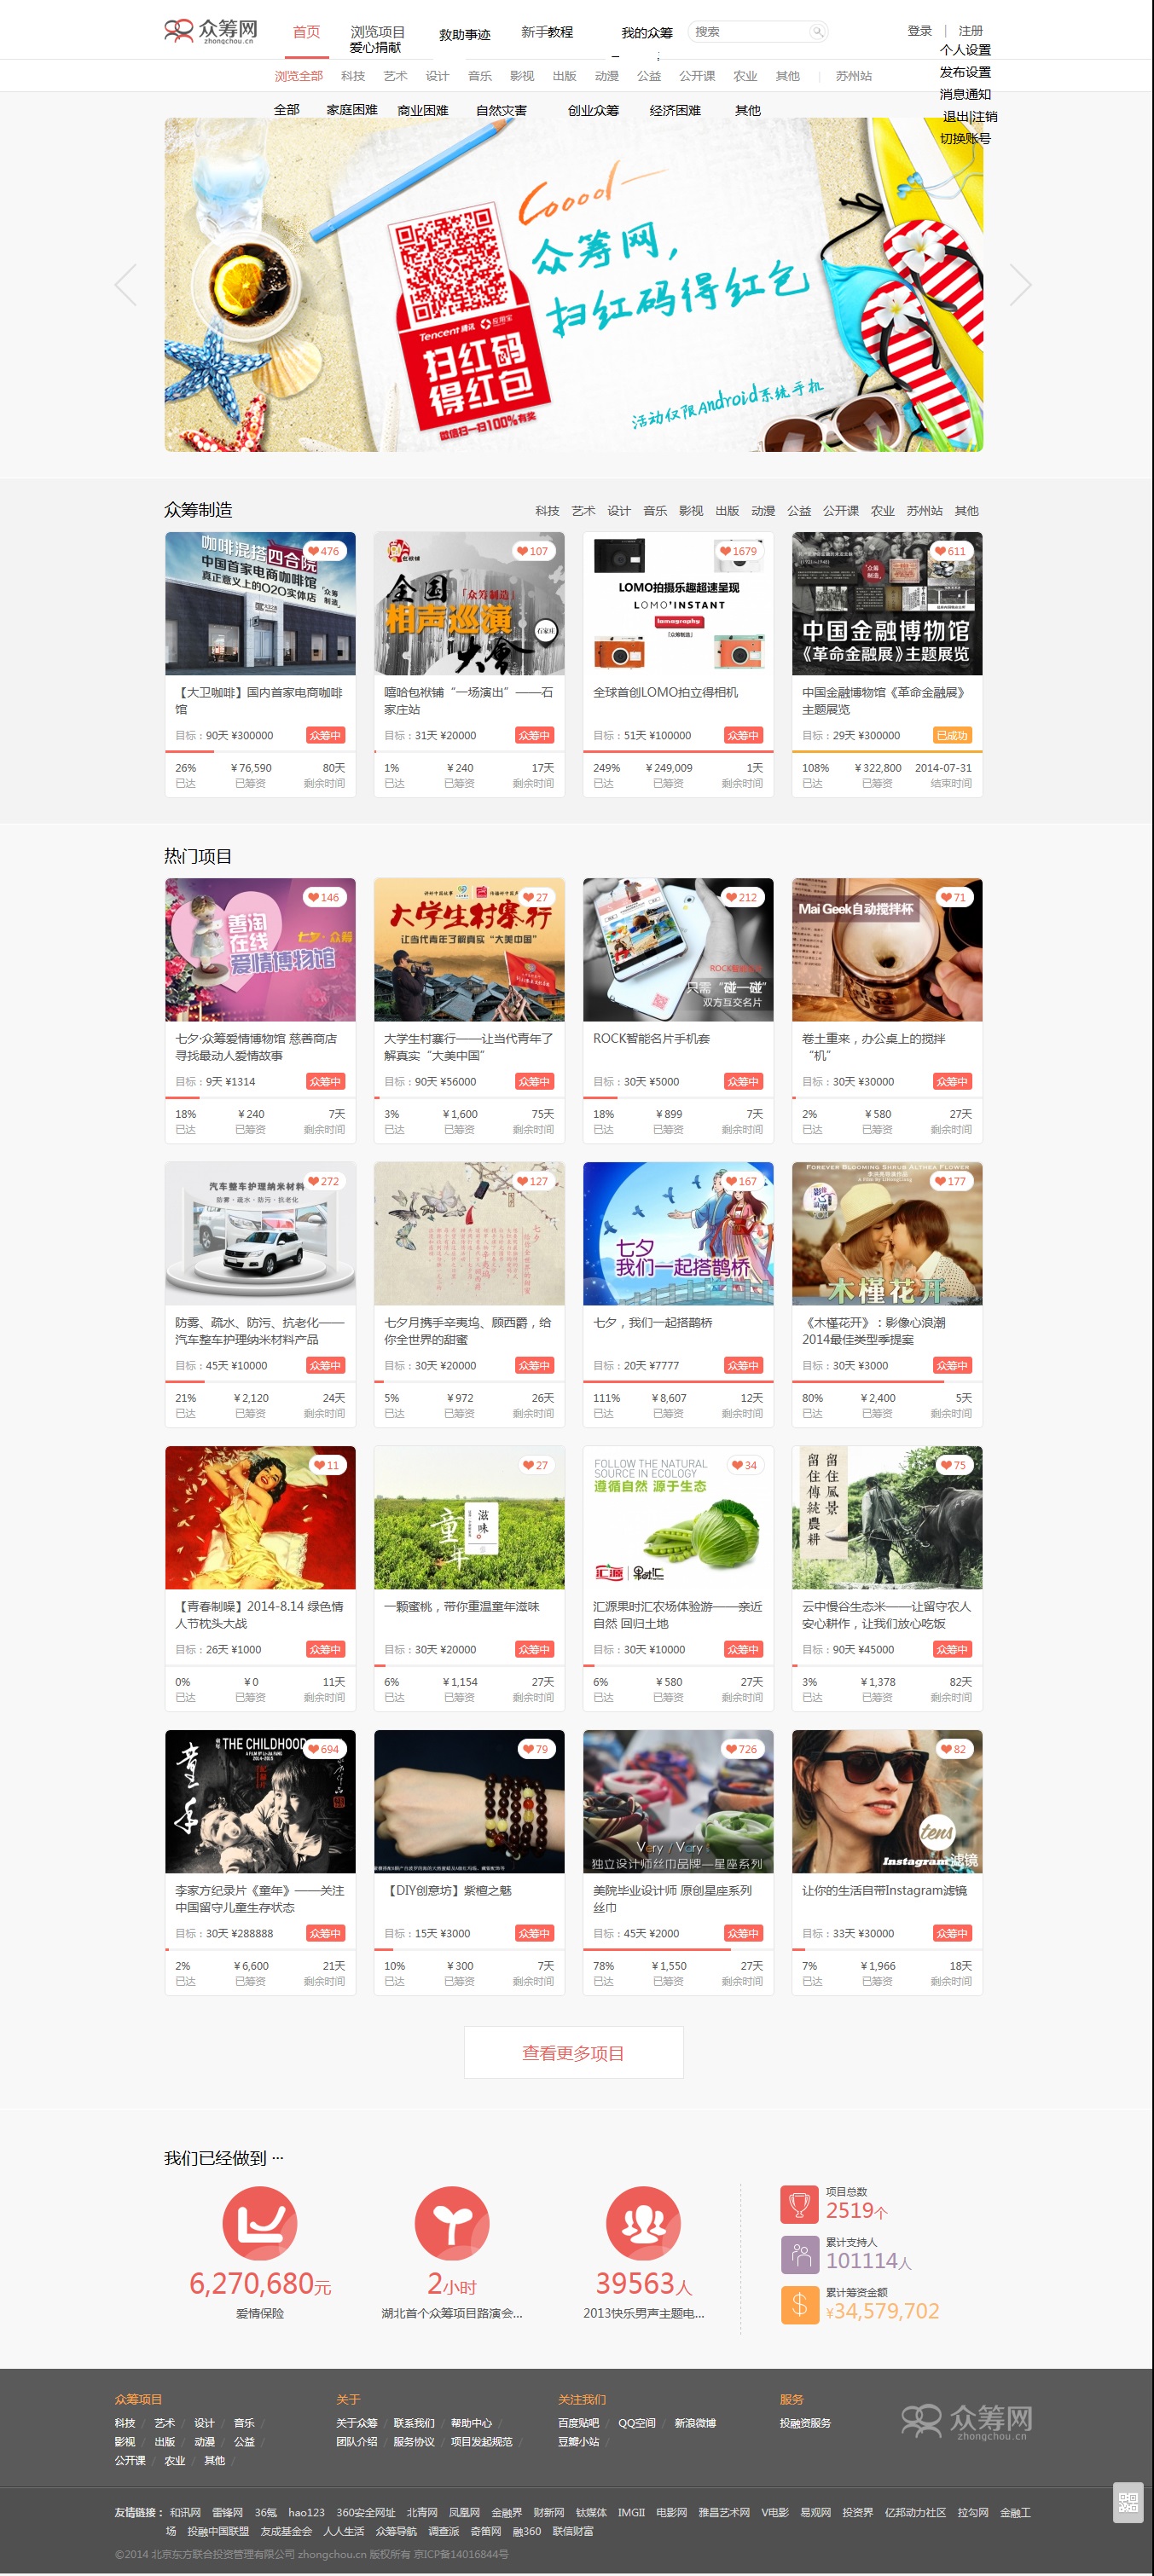 众筹网
zhongchou.cn
首页 浏览项目 救助事迹 新手教程 我的众筹 搜索 登录 | 注册
爱心捐献
个人设置
浏览全部 科技 艺术 设计 音乐 影视 出版 动漫 公益 公开课 农业 其他 | 苏州站
发布设置
消息通知
全部 家庭困难 商业困难 自然灾害 创业众筹 经济困难 其他
退出|注销
切换账号
Coool
众筹网，
扫红码得红包
Tencent 腾讯 应用宝
扫红码
得红包
微信扫一扫100%有奖
活动仅限Android系统手机
众筹制造
科技 艺术 设计 音乐 影视 出版 动漫 公益 公开课 农业 苏州站 其他
咖啡混搭四合院
中国首家电商咖啡馆
真正意义上的O2O实体店
「众筹制造」
476
全国「众筹制造」
相声巡演
大会
石家庄
107
1679
LOMO拍摄乐趣超速呈现
LOMO'INSTANT
lomography
「众筹制造」
611
「众筹制造」
中国金融博物馆
《革命金融展》主题展览
【大卫咖啡】国内首家电商咖啡馆
目标：90天 ¥300000 众筹中
26% ￥76,590 80天
已达 已筹资 剩余时间
嘻哈包袱铺“一场演出”——石家庄站
目标：31天 ¥20000 众筹中
1% ￥240 17天
已达 已筹资 剩余时间
全球首创LOMO拍立得相机
目标：51天 ¥100000 众筹中
249% ￥249,009 1天
已达 已筹资 剩余时间
中国金融博物馆《革命金融展》主题展览
目标：29天 ¥300000 已成功
108% ￥322,800 2014-07-31
已达 已筹资 结束时间
热门项目
146
善淘在线
爱情博物馆
七夕·众筹
27
大学生村寨行
让当代青年了解真实“大美中国”
212
只需“碰一碰”
双方互交名片
71
Mai Geek自动搅拌杯
七夕·众筹爱情博物馆 慈善商店寻找最动人爱情故事
目标：9天 ¥1314 众筹中
18% ￥240 7天
已达 已筹资 剩余时间
大学生村寨行——让当代青年了解真实“大美中国”
目标：90天 ¥56000 众筹中
3% ￥1,600 75天
已达 已筹资 剩余时间
ROCK智能名片手机套
目标：30天 ¥5000 众筹中
18% ￥899 7天
已达 已筹资 剩余时间
卷土重来，办公桌上的搅拌“机”
目标：30天 ¥30000 众筹中
2% ￥580 27天
已达 已筹资 剩余时间
272
汽车整车护理纳米材料
防雾·疏水·防污·抗老化
127
七夕
167
七夕
我们一起搭鹊桥
177
FOREVER BLOOMING SHRUB ALTHEA FLOWER
木槿花开
防雾、疏水、防污、抗老化——汽车整车护理纳米材料产品
目标：45天 ¥10000 众筹中
21% ￥2,120 24天
已达 已筹资 剩余时间
七夕月携手辛夷坞、顾西爵，给你全世界的甜蜜
目标：30天 ¥20000 众筹中
5% ￥972 26天
已达 已筹资 剩余时间
七夕，我们一起搭鹊桥
目标：20天 ¥7777 众筹中
111% ￥8,607 12天
已达 已筹资 剩余时间
《木槿花开》：影像心浪潮2014最佳类型季提案
目标：30天 ¥3000 众筹中
80% ￥2,400 5天
已达 已筹资 剩余时间
11
27
童年
滋味
34
FOLLOW THE NATURAL
SOURCE IN ECOLOGY
遵循自然 源于生态
汇源
75
留住風景
留住傳統農耕
【青春制噪】2014-8.14 绿色情人节枕头大战
目标：26天 ¥1000 众筹中
0% ￥0 11天
已达 已筹资 剩余时间
一颗蜜桃，带你重温童年滋味
目标：30天 ¥20000 众筹中
6% ￥1,154 27天
已达 已筹资 剩余时间
汇源果时汇农场体验游——亲近自然 回归土地
目标：30天 ¥10000 众筹中
6% ￥580 27天
已达 已筹资 剩余时间
云中慢谷生态米——让留守农人安心耕作，让我们放心吃饭
目标：90天 ¥45000 众筹中
3% ￥1,378 82天
已达 已筹资 剩余时间
THE CHILDHOOD
694
童年
79
726
Very / Vary
独立设计师丝巾品牌—星座系列
82
tens
Instagram滤镜
李家方纪录片《童年》——关注中国留守儿童生存状态
目标：30天 ¥288888 众筹中
2% ￥6,600 21天
已达 已筹资 剩余时间
【DIY创意坊】紫檀之魅
目标：15天 ¥3000 众筹中
10% ￥300 7天
已达 已筹资 剩余时间
美院毕业设计师 原创星座系列丝巾
目标：45天 ¥2000 众筹中
78% ￥1,550 27天
已达 已筹资 剩余时间
让你的生活自带Instagram滤镜
目标：33天 ¥30000 众筹中
7% ￥1,966 18天
已达 已筹资 剩余时间
查看更多项目
我们已经做到 ···
6,270,680元
爱情保险
2小时
湖北首个众筹项目路演会...
39563人
2013快乐男声主题电...
项目总数
2519个
累计支持人
101114人
累计筹资金额
¥34,579,702
众筹项目 关于 关注我们 服务
科技 / 艺术 / 设计 / 音乐 / 关于众筹 / 联系我们 / 帮助中心 / 百度贴吧 / QQ空间 / 新浪微博 投融资服务
影视 / 出版 / 动漫 / 公益 / 团队介绍 / 服务协议 / 项目发起规范 / 豆瓣小站 /
公开课 / 农业 / 其他 /
众筹网
zhongchou.cn
友情链接： 和讯网 雷锋网 36氪 hao123 360安全网址 北青网 凤凰网 金融界 财新网 钛媒体 IMGII 电影网 雅昌艺术网 V电影 易观网 投资界 亿邦动力社区 拉勾网 金融工
场 投融中国联盟 友成基金会 人人生活 众筹导航 调查派 奇笛网 融360 联信财富
©2014 北京东方联合投资管理有限公司 zhongchou.cn 版权所有 京ICP备14016844号